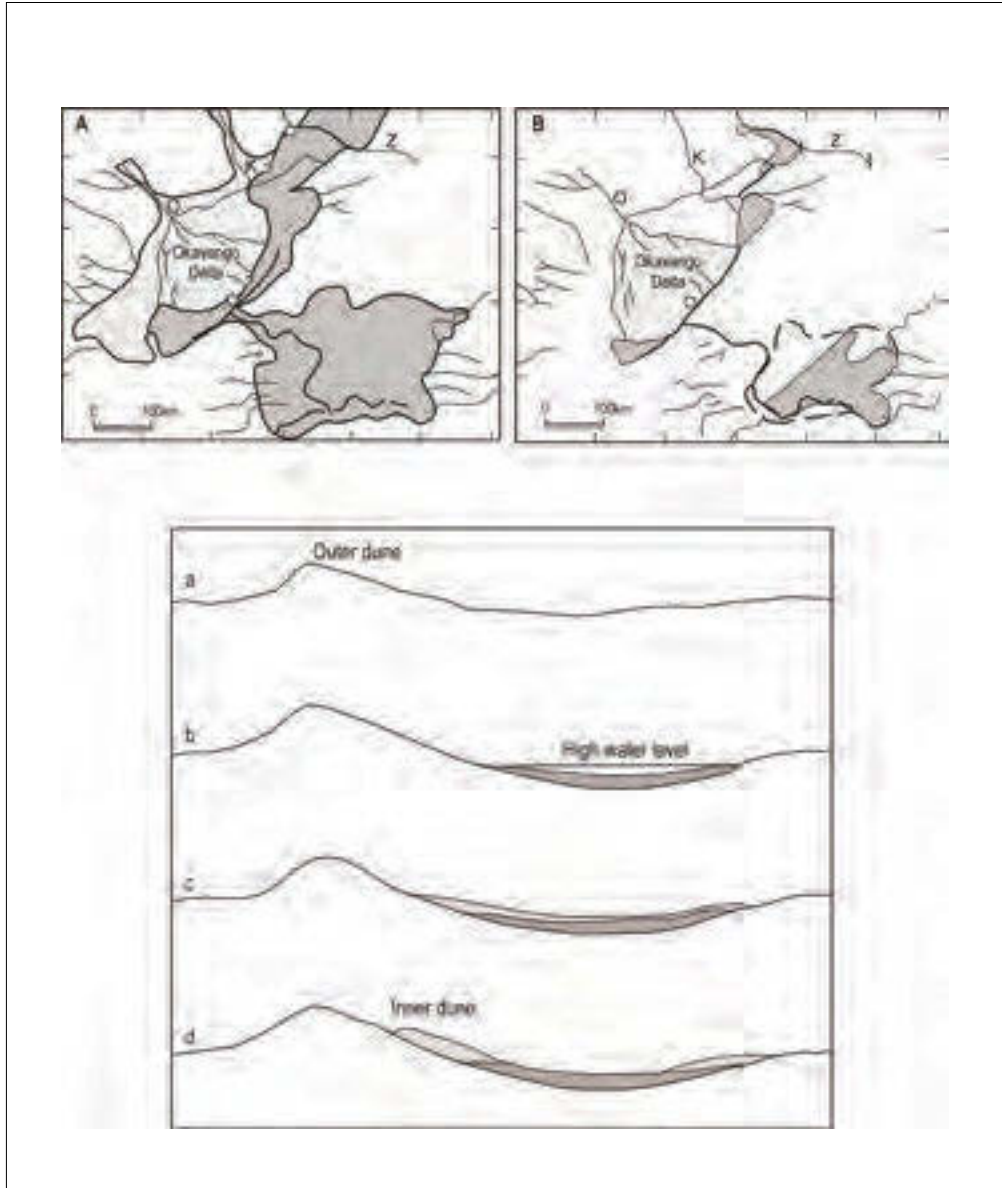 A
Z
K
O
Okavango
Delta
0 100km
B
Z
K
O
Okavango
Delta
0 100km
a
Outer dune
b
High water level
c
d
Inner dune